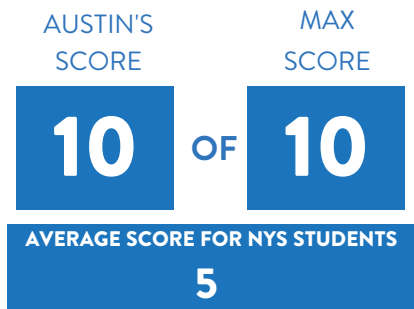 AUSTIN'S
SCORE
MAX
SCORE
10 OF 10
AVERAGE SCORE FOR NYS STUDENTS
5